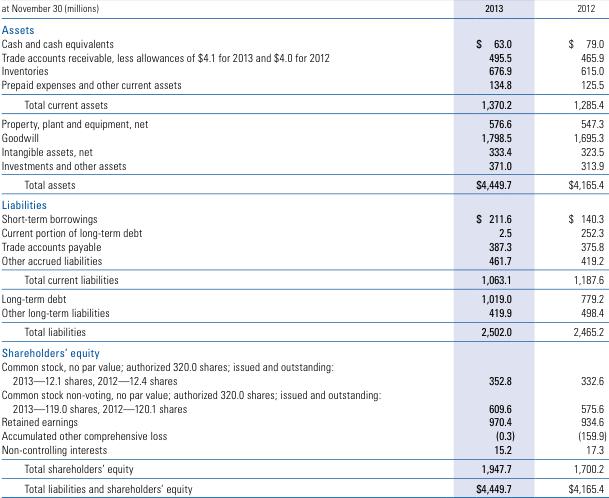 at November 30 (millions) 2013 2012
Assets
Cash and cash equivalents $ 63.0 $ 79.0
Trade accounts receivable, less allowances of $4.1 for 2013 and $4.0 for 2012 495.5 465.9
Inventories 676.9 615.0
Prepaid expenses and other current assets 134.8 125.5
Total current assets 1,370.2 1,285.4
Property, plant and equipment, net 576.6 547.3
Goodwill 1,798.5 1,695.3
Intangible assets, net 333.4 323.5
Investments and other assets 371.0 313.9
Total assets $4,449.7 $4,165.4
Liabilities
Short-term borrowings $ 211.6 $ 140.3
Current portion of long-term debt 2.5 252.3
Trade accounts payable 387.3 375.8
Other accrued liabilities 461.7 419.2
Total current liabilities 1,063.1 1,187.6
Long-term debt 1,019.0 779.2
Other long-term liabilities 419.9 498.4
Total liabilities 2,502.0 2,465.2
Shareholders' equity
Common stock, no par value; authorized 320.0 shares; issued and outstanding:
2013—12.1 shares, 2012—12.4 shares 352.8 332.6
Common stock non-voting, no par value; authorized 320.0 shares; issued and outstanding:
2013—119.0 shares, 2012—120.1 shares 609.6 575.6
Retained earnings 970.4 934.6
Accumulated other comprehensive loss (0.3) (159.9)
Non-controlling interests 15.2 17.3
Total shareholders' equity 1,947.7 1,700.2
Total liabilities and shareholders' equity $4,449.7 $4,165.4